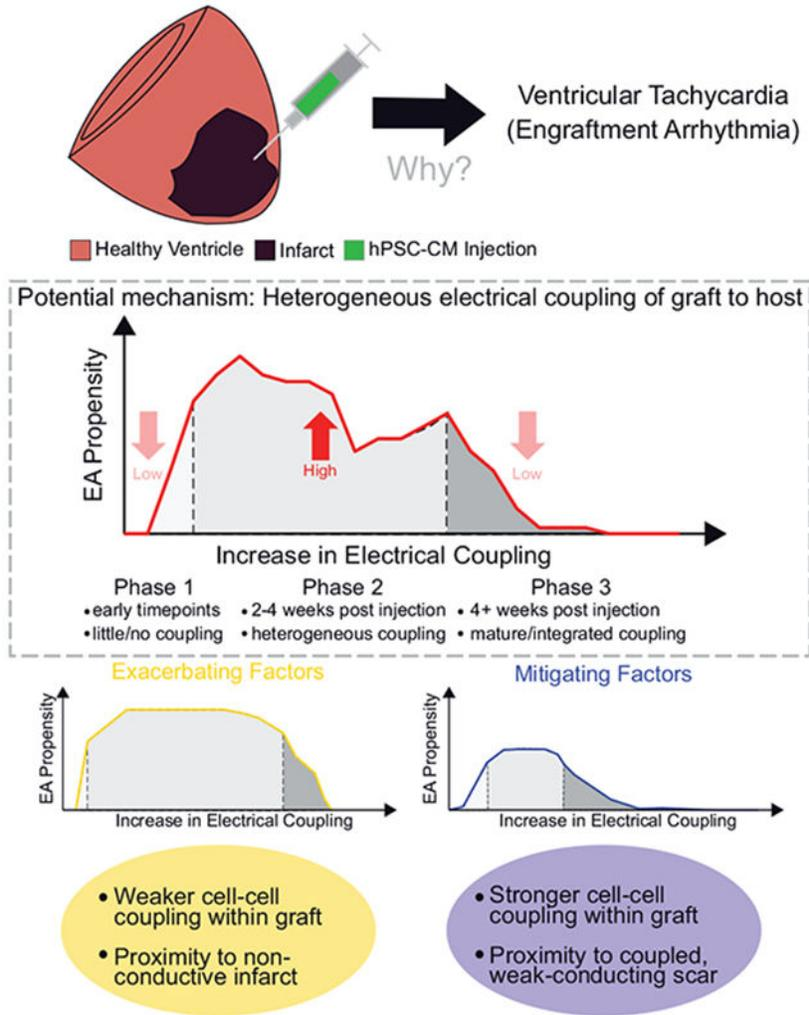 Ventricular Tachycardia
(Engraftment Arrhythmia)
Why?
Healthy Ventricle Infarct hPSC-CM Injection
Potential mechanism: Heterogeneous electrical coupling of graft to host
EA Propensity
Low
High
Low
Increase in Electrical Coupling
Phase 1
•early timepoints
•little/no coupling
Phase 2
•2-4 weeks post injection
•heterogeneous coupling
Phase 3
•4+ weeks post injection
•mature/integrated coupling
Exacerbating Factors
EA Propensity
Increase in Electrical Coupling
• Weaker cell-cell
coupling within graft
• Proximity to non-
conductive infarct
Mitigating Factors
EA Propensity
Increase in Electrical Coupling
• Stronger cell-cell
coupling within graft
• Proximity to coupled,
weak-conducting scar